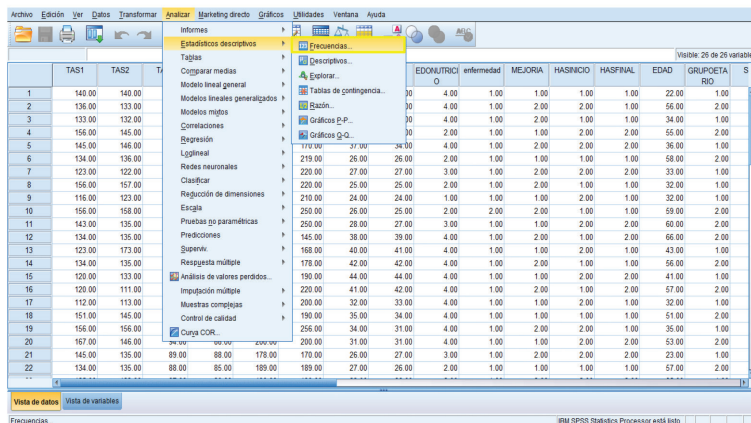 Archivo Edición Ver Datos Transformar Analizar Marketing directo Gráficos Utilidades Ventana Ayuda
Informes
Estadísticos descriptivos
Tablas
Comparar medias
Modelo lineal general
Modelos lineales generalizados
Modelos mixtos
Correlaciones
Regresión
Loglineal
Redes neuronales
Clasificar
Reducción de dimensiones
Escala
Pruebas no paramétricas
Predicciones
Superviv.
Respuesta múltiple
Análisis de valores perdidos...
Imputación múltiple
Muestras complejas
Control de calidad
Curva COR...
Frecuencias...
Descriptivos...
Explorar...
Tablas de contingencia...
Razón...
Gráficos P-P...
Gráficos Q-Q...
Visible: 26 de 26 variable
TAS1 TAS2 EDONUTRICIO enfermedad MEJORIA HASINICIO HASFINAL EDAD GRUPOETARIO S
1 140.00 140.00 4.00 1.00 1.00 1.00 1.00 22.00 1.00
2 136.00 133.00 4.00 1.00 2.00 2.00 1.00 56.00 2.00
3 133.00 132.00 4.00 1.00 1.00 1.00 1.00 34.00 1.00
4 156.00 145.00 2.00 1.00 1.00 2.00 2.00 55.00 2.00
5 145.00 146.00 170.00 37.00 34.00 4.00 1.00 2.00 2.00 2.00 36.00 1.00
6 134.00 136.00 219.00 26.00 26.00 2.00 1.00 1.00 1.00 1.00 58.00 2.00
7 123.00 122.00 220.00 27.00 27.00 3.00 1.00 2.00 2.00 2.00 33.00 1.00
8 156.00 157.00 220.00 25.00 25.00 2.00 1.00 2.00 2.00 1.00 32.00 1.00
9 116.00 123.00 210.00 24.00 24.00 1.00 1.00 2.00 1.00 1.00 32.00 1.00
10 156.00 158.00 250.00 26.00 25.00 2.00 2.00 2.00 1.00 1.00 59.00 2.00
11 143.00 135.00 250.00 28.00 27.00 3.00 1.00 1.00 2.00 1.00 60.00 2.00
12 134.00 135.00 145.00 38.00 39.00 4.00 1.00 2.00 2.00 1.00 66.00 2.00
13 123.00 173.00 168.00 40.00 41.00 4.00 1.00 1.00 1.00 1.00 43.00 1.00
14 134.00 135.00 178.00 42.00 42.00 4.00 1.00 1.00 2.00 1.00 56.00 2.00
15 120.00 133.00 190.00 44.00 44.00 4.00 1.00 1.00 2.00 2.00 41.00 1.00
16 120.00 111.00 220.00 41.00 42.00 4.00 1.00 1.00 2.00 1.00 57.00 2.00
17 112.00 113.00 200.00 32.00 33.00 4.00 1.00 1.00 2.00 1.00 32.00 1.00
18 151.00 145.00 190.00 35.00 34.00 4.00 1.00 1.00 1.00 1.00 51.00 2.00
19 156.00 156.00 256.00 34.00 31.00 4.00 1.00 1.00 2.00 2.00 35.00 1.00
20 167.00 146.00 200.00 31.00 31.00 4.00 1.00 2.00 2.00 2.00 53.00 2.00
21 145.00 135.00 89.00 88.00 178.00 170.00 26.00 27.00 3.00 1.00 2.00 2.00 2.00 23.00 1.00
22 134.00 135.00 88.00 85.00 189.00 189.00 27.00 26.00 2.00 1.00 1.00 1.00 1.00 57.00 2.00
Vista de datos Vista de variables
Frecuencias... IBM SPSS Statistics Processor está listo